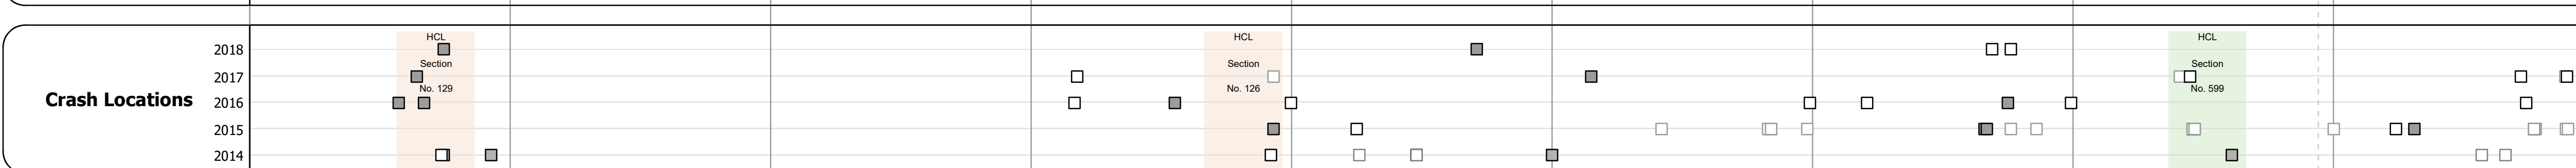 Crash Locations
2018
2017
2016
2015
2014
HCL
Section
No. 129
HCL
Section
No. 126
HCL
Section
No. 599